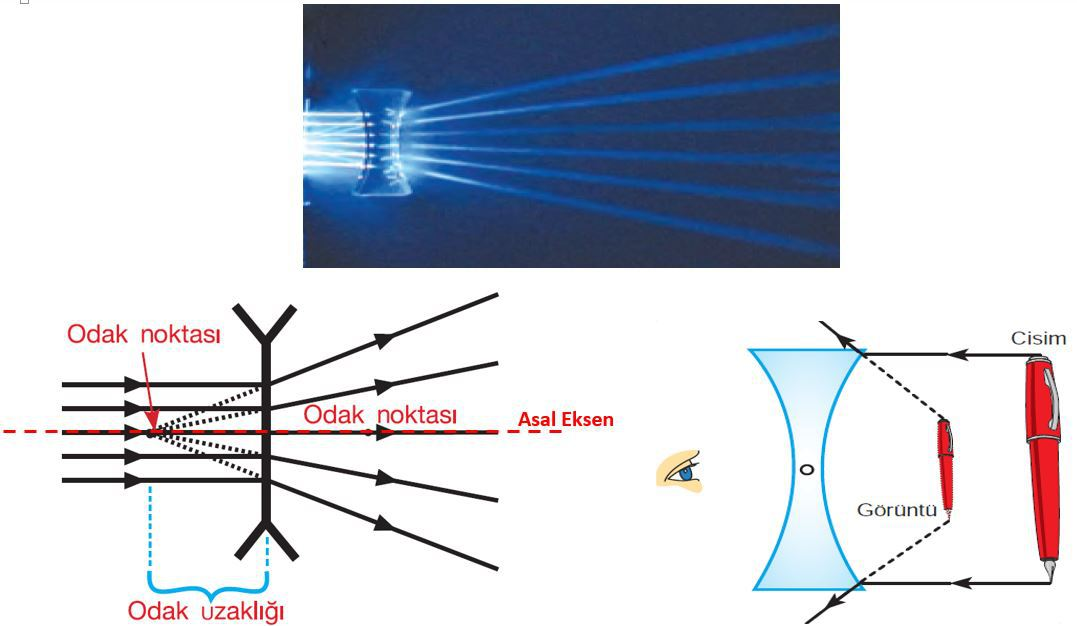 Odak noktası
Odak noktası
Asal Eksen
Odak uzaklığı
Cisim
O
Görüntü